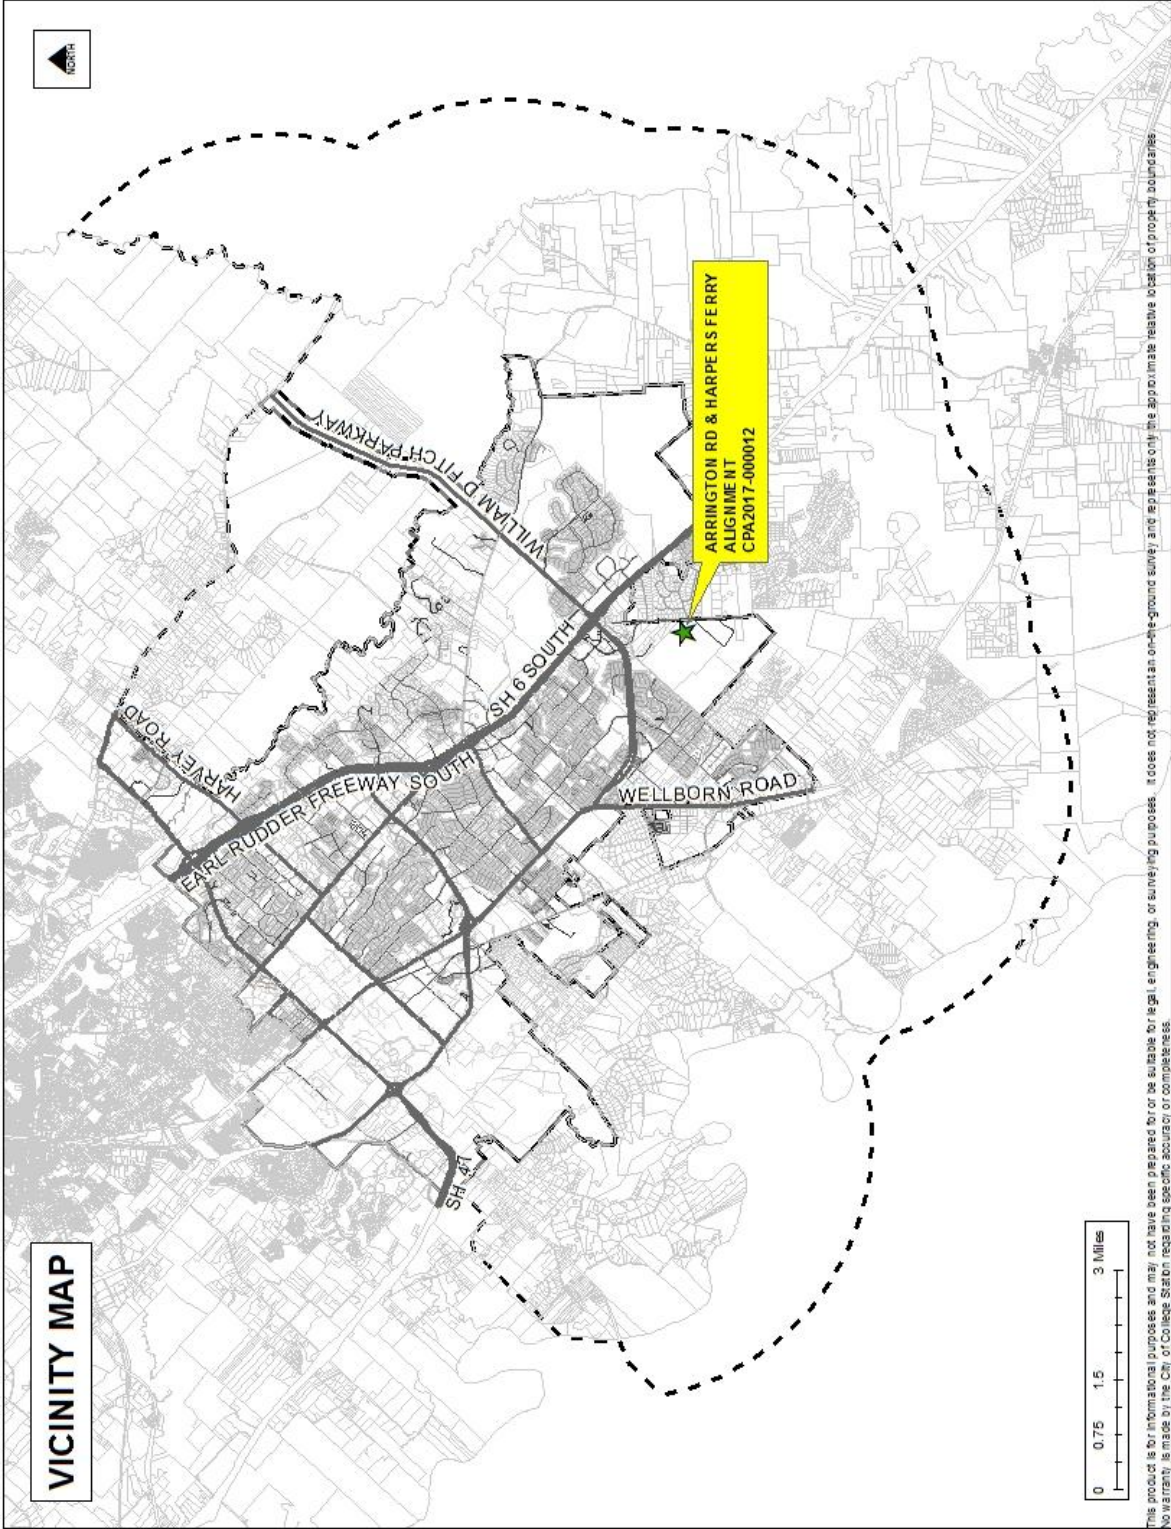 VICINITY MAP
NORTH
HARVEY ROAD
EARL RUDDER FREEWAY SOUTH
WILLIAM D FITCH PARKWAY
SH 6 SOUTH
WELLBORN ROAD
SH 47
ARRINGTON RD & HARPERS FERRY
ALIGNMENT
CPA2017-000012
0 0.75 1.5 3 Miles
This product is for informational purposes and may not have been prepared for or be suitable for legal, engineering, or surveying purposes. It does not represent an on-the-ground survey and represents only the approximate relative location of property boundaries
No warranty is made by the City of College Station regarding specific accuracy or completeness.